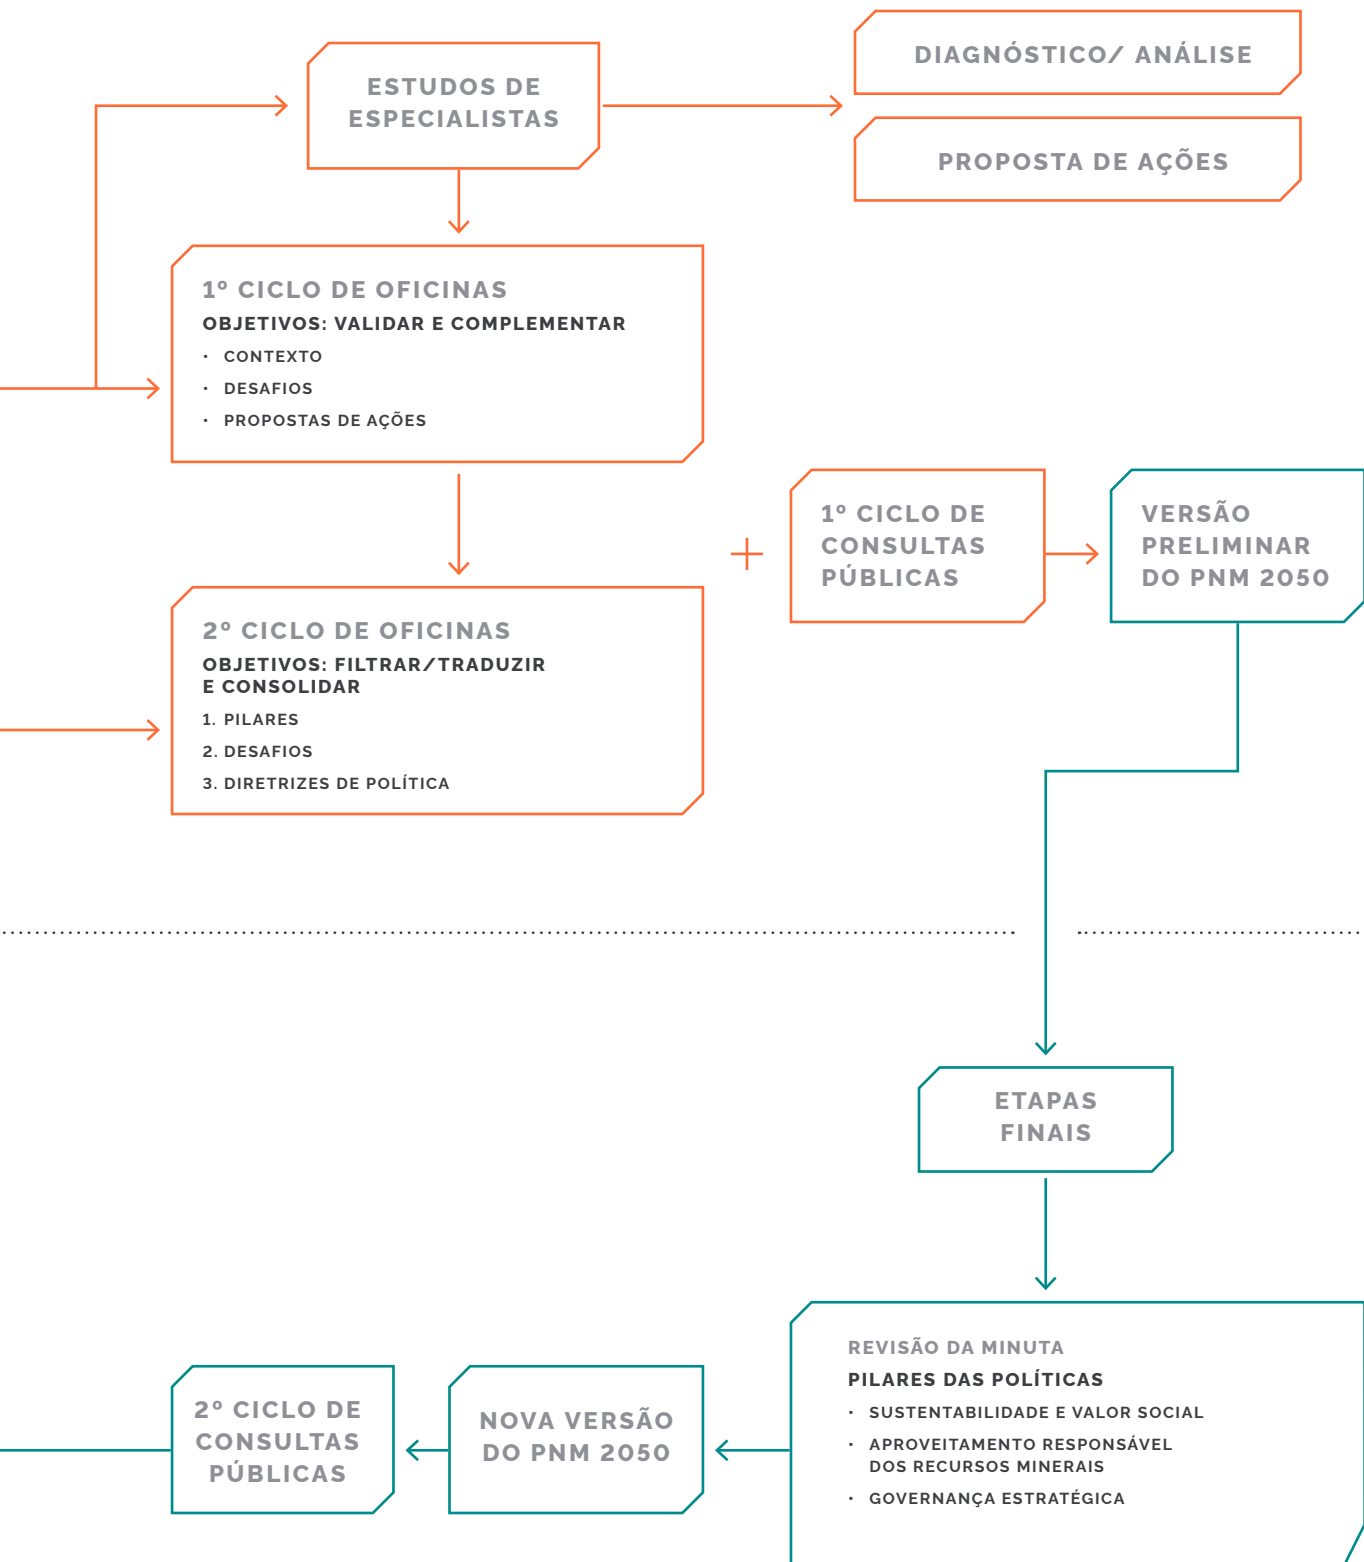 ESTUDOS DE
ESPECIALISTAS
DIAGNÓSTICO/ ANÁLISE
PROPOSTA DE AÇÕES
1º CICLO DE OFICINAS
OBJETIVOS: VALIDAR E COMPLEMENTAR
• CONTEXTO
• DESAFIOS
• PROPOSTAS DE AÇÕES
2º CICLO DE OFICINAS
OBJETIVOS: FILTRAR/TRADUZIR
E CONSOLIDAR
1. PILARES
2. DESAFIOS
3. DIRETRIZES DE POLÍTICA
+
1º CICLO DE
CONSULTAS
PÚBLICAS
VERSÃO
PRELIMINAR
DO PNM 2050
ETAPAS
FINAIS
REVISÃO DA MINUTA
PILARES DAS POLÍTICAS
• SUSTENTABILIDADE E VALOR SOCIAL
• APROVEITAMENTO RESPONSÁVEL
DOS RECURSOS MINERAIS
• GOVERNANÇA ESTRATÉGICA
NOVA VERSÃO
DO PNM 2050
2º CICLO DE
CONSULTAS
PÚBLICAS